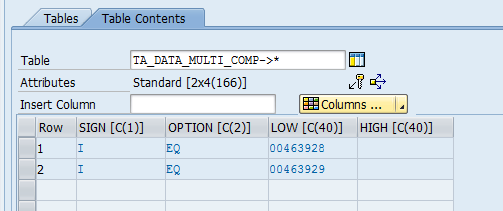 Tables Table Contents
Table TA_DATA_MULTI_COMP->*
Attributes Standard [2x4(166)]
Insert Column Columns ...
Row SIGN [C(1)] OPTION [C(2)] LOW [C(40)] HIGH [C(40)]
1 I EQ 00463928
2 I EQ 00463929